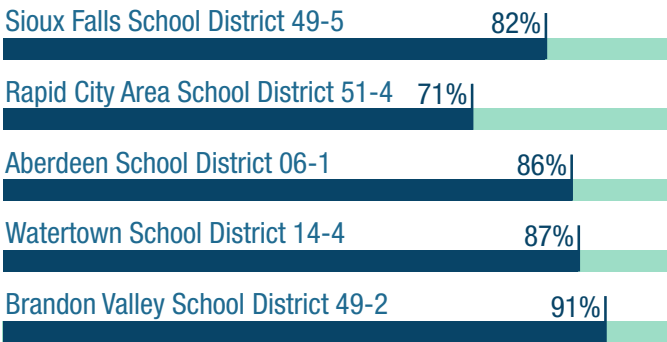 Sioux Falls School District 49-5 82%
Rapid City Area School District 51-4 71%
Aberdeen School District 06-1 86%
Watertown School District 14-4 87%
Brandon Valley School District 49-2 91%